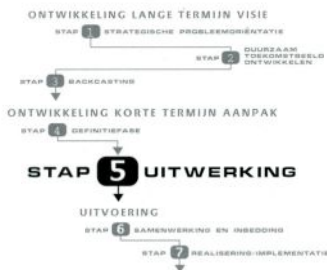 ONTWIKKELING LANGE TERMIJN VISIE
STAP 1 STRATEGISCHE PROBLEEMORIËNTATIE
STAP 2 DUURZAAM
TOEKOMSTBEELD
ONTWIKKELEN
STAP 3 BACKCASTING
ONTWIKKELING KORTE TERMIJN AANPAK
STAP 4 DEFINITIEFASE
STAP 5 UITWERKING
UITVOERING
STAP 6 SAMENWERKING EN INBEDDING
STAP 7 REALISERING-IMPLEMENTATIE